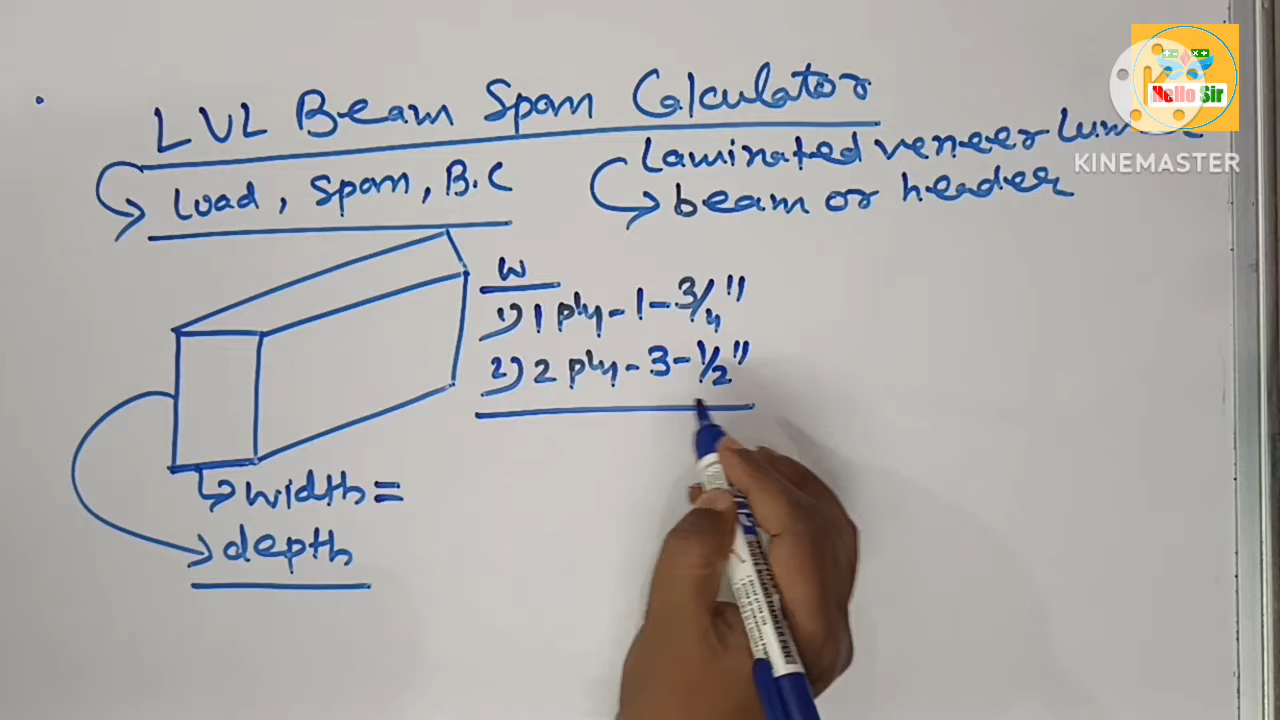 LVL Beam Span Calculator
Load, Span, B.C
Laminated veneer
beam or header
W
1) 1 ply - 1 - 3/4"
2) 2 ply - 3 - 1/2"
width =
depth
Hello Sir
KINEMASTER